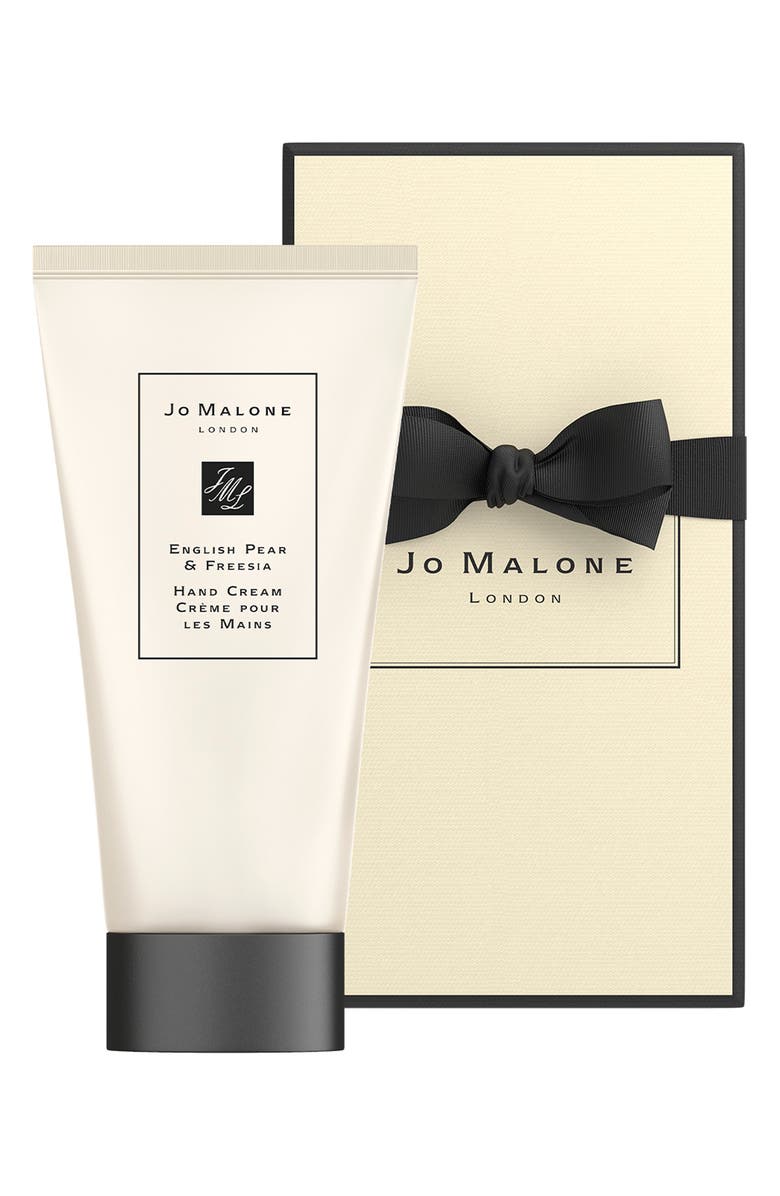 Jo Malone
London
JML
English Pear
& Freesia
Hand Cream
Crème pour
les Mains
Jo Malone
London